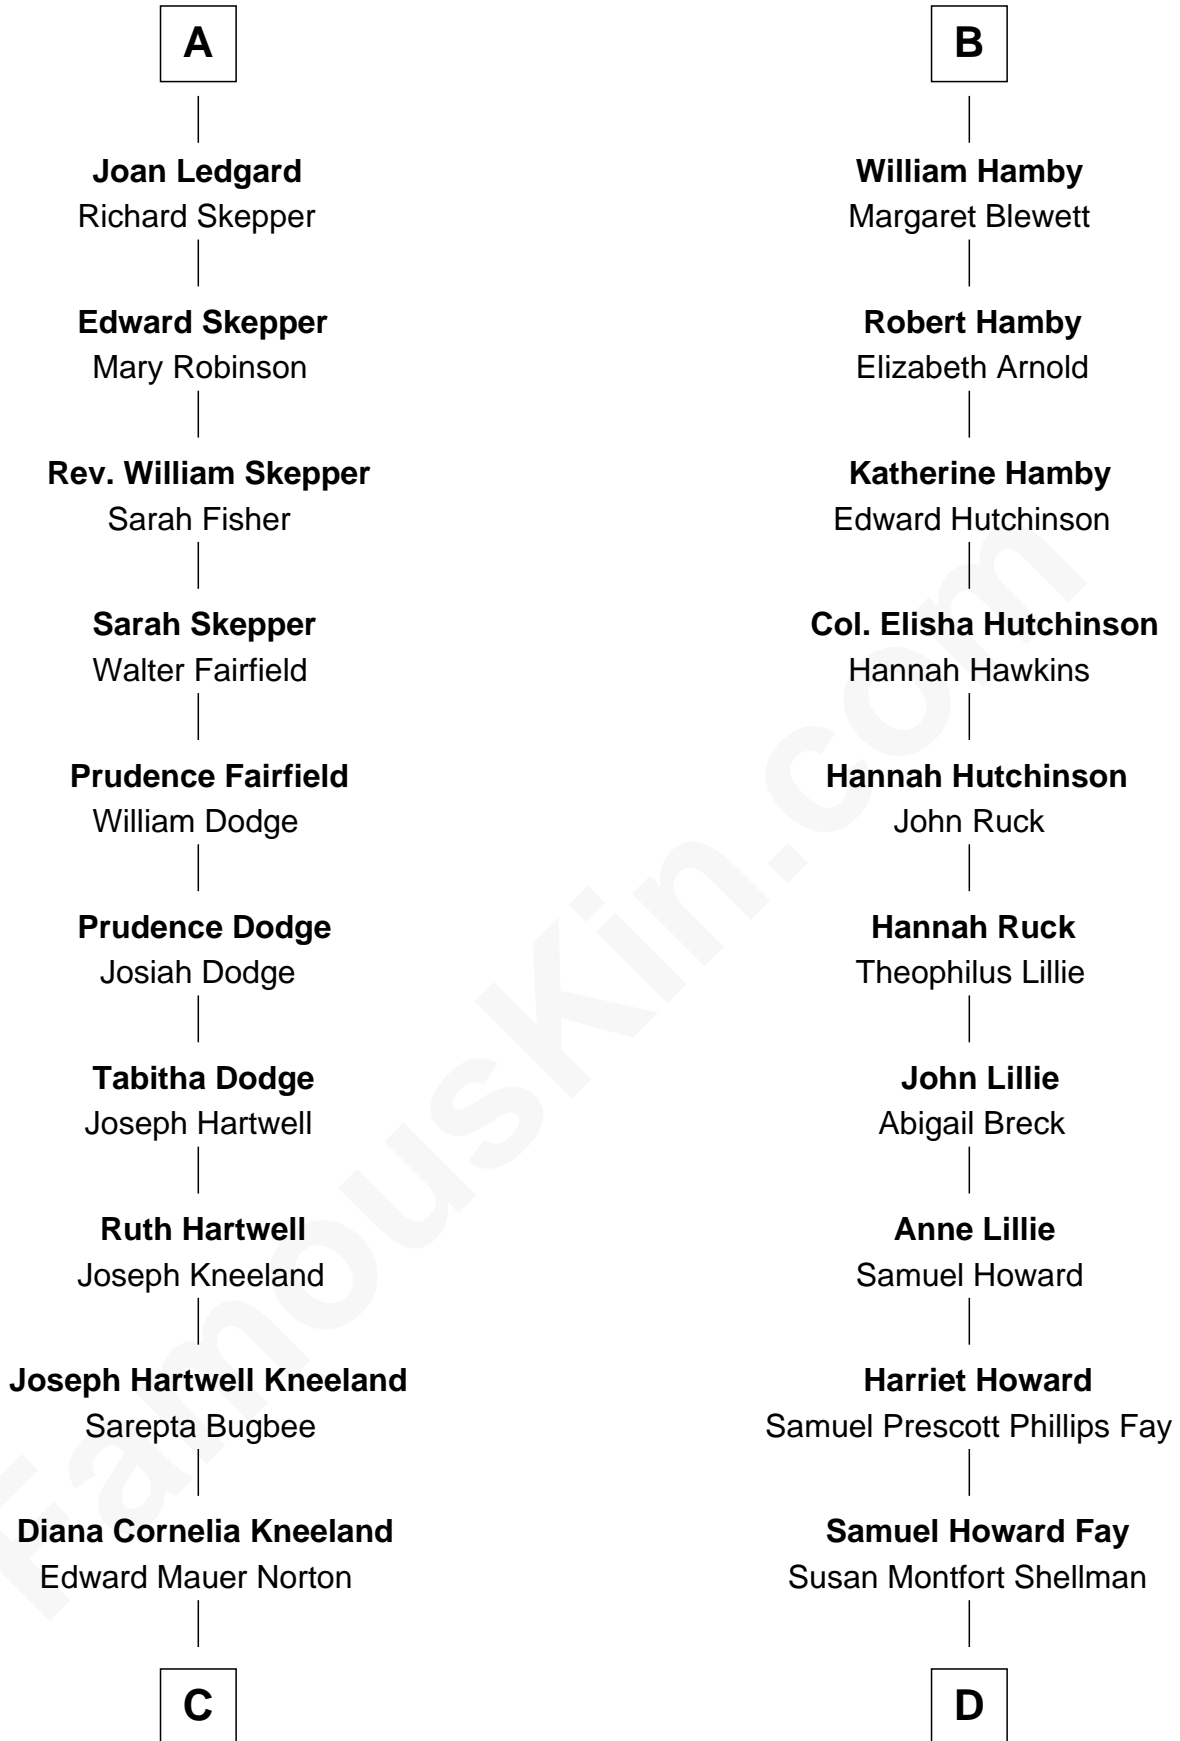 A
Joan Ledgard
Richard Skepper
Edward Skepper
Mary Robinson
Rev. William Skepper
Sarah Fisher
Sarah Skepper
Walter Fairfield
Prudence Fairfield
William Dodge
Prudence Dodge
Josiah Dodge
Tabitha Dodge
Joseph Hartwell
Ruth Hartwell
Joseph Kneeland
Joseph Hartwell Kneeland
Sarepta Bugbee
Diana Cornelia Kneeland
Edward Mauer Norton
C
B
William Hamby
Margaret Blewett
Robert Hamby
Elizabeth Arnold
Katherine Hamby
Edward Hutchinson
Col. Elisha Hutchinson
Hannah Hawkins
Hannah Hutchinson
John Ruck
Hannah Ruck
Theophilus Lillie
John Lillie
Abigail Breck
Anne Lillie
Samuel Howard
Harriet Howard
Samuel Prescott Phillips Fay
Samuel Howard Fay
Susan Montfort Shellman
D
FamousKin.com